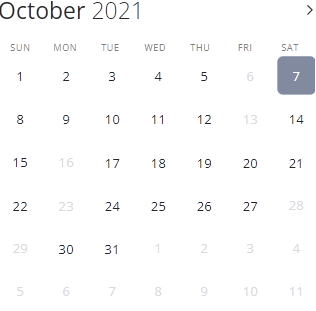 October 2021
SUN MON TUE WED THU FRI SAT
1 2 3 4 5 6 7
8 9 10 11 12 13 14
15 16 17 18 19 20 21
22 23 24 25 26 27 28
29 30 31 1 2 3 4
5 6 7 8 9 10 11